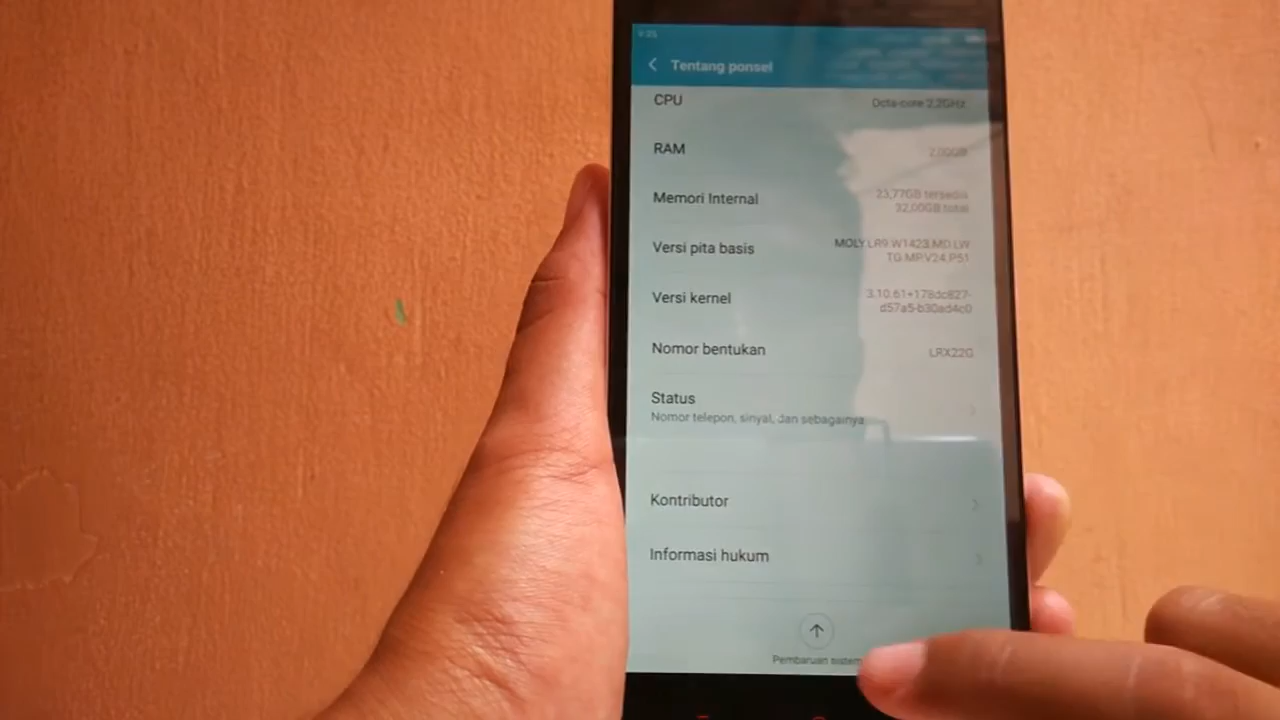 Tentang ponsel
CPU
Octa-core 2,2GHz
RAM
2,00GB
Memori Internal
23,77GB tersedia
32,00GB total
Versi pita basis
MOLY.LR9.W1423.MD.LW
TG.MP.V24.P51
Versi kernel
3.10.61+178dc827-
d57a5-b30ad4c0
Nomor bentukan
LRX22G
Status
Nomor telepon, sinyal, dan sebagainya
Kontributor
Informasi hukum
Pembaruan sistem